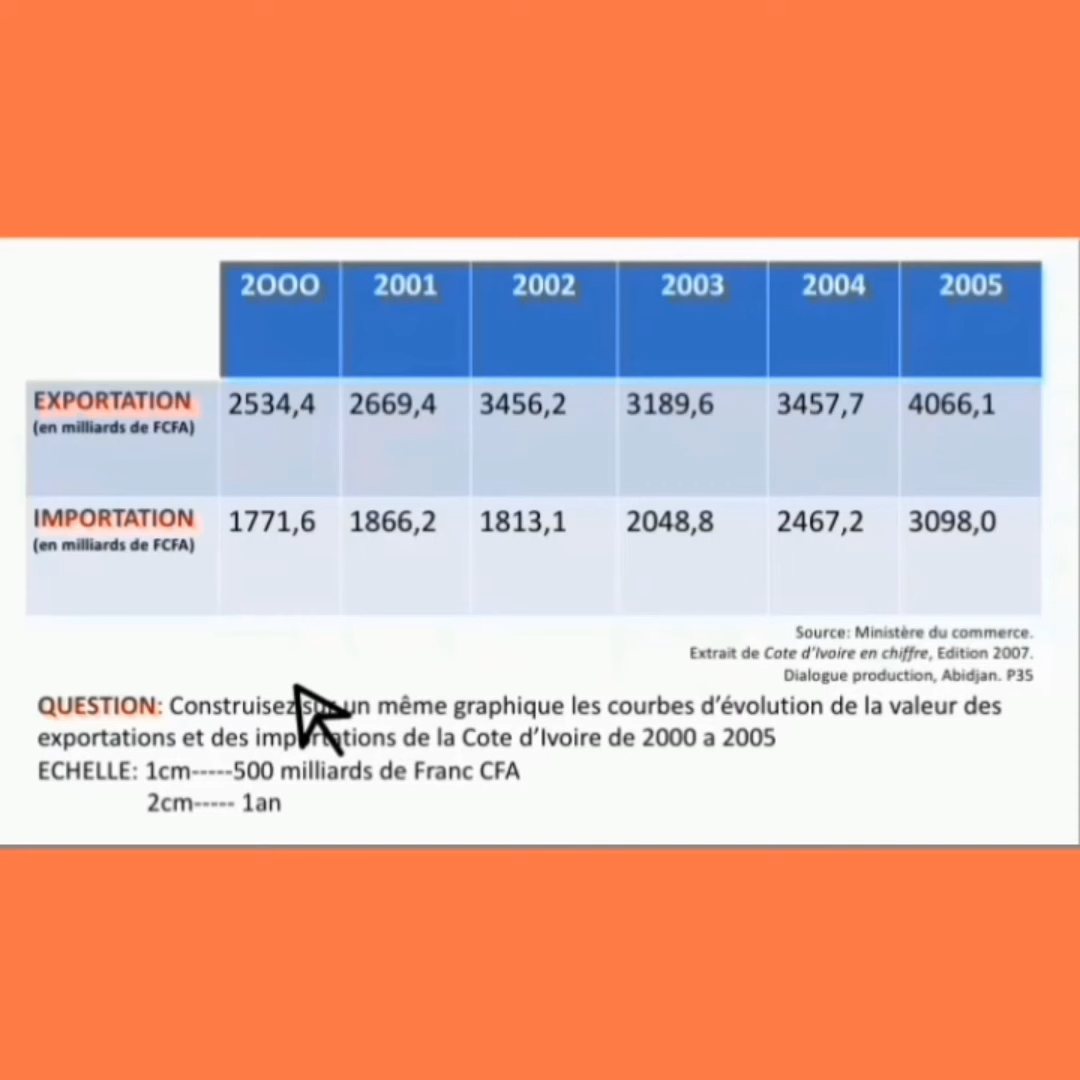 2OOO 2001 2002 2003 2004 2005
EXPORTATION 2534,4 2669,4 3456,2 3189,6 3457,7 4066,1
(en milliards de FCFA)
IMPORTATION 1771,6 1866,2 1813,1 2048,8 2467,2 3098,0
(en milliards de FCFA)
Source: Ministère du commerce.
Extrait de Cote d'Ivoire en chiffre, Edition 2007.
Dialogue production, Abidjan. P35
QUESTION: Construisez sur un même graphique les courbes d'évolution de la valeur des
exportations et des importations de la Cote d'Ivoire de 2000 a 2005
ECHELLE: 1cm-----500 milliards de Franc CFA
2cm----- 1an